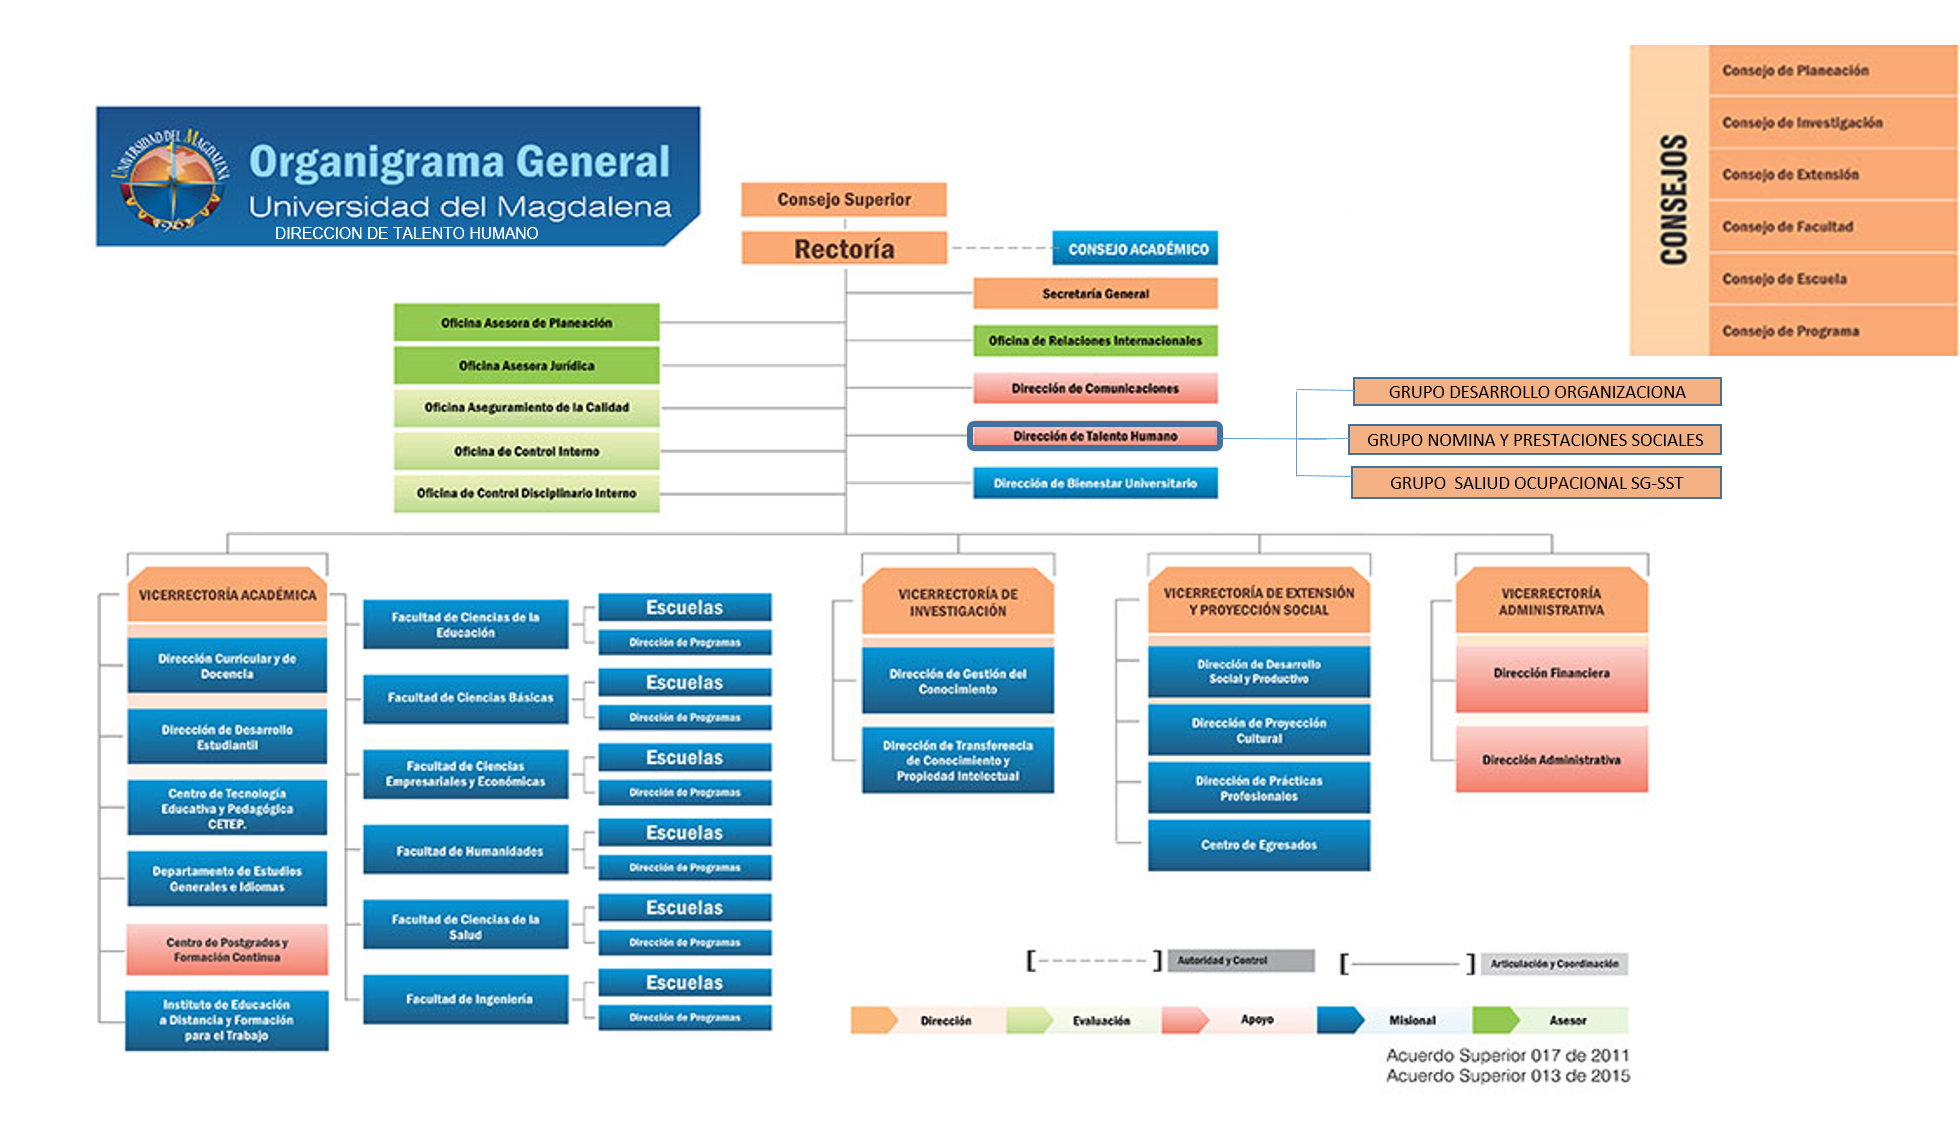 UNIVERSIDAD DEL MAGDALENA
1962
Organigrama General
Universidad del Magdalena
DIRECCION DE TALENTO HUMANO
CONSEJOS
Consejo de Planeación
Consejo de Investigación
Consejo de Extensión
Consejo de Facultad
Consejo de Escuela
Consejo de Programa
Consejo Superior
Rectoría
CONSEJO ACADÉMICO
Secretaría General
Oficina de Relaciones Internacionales
Dirección de Comunicaciones
Dirección de Talento Humano
Dirección de Bienestar Universitario
GRUPO DESARROLLO ORGANIZACIONA
GRUPO NOMINA Y PRESTACIONES SOCIALES
GRUPO  SALIUD OCUPACIONAL SG-SST
Oficina Asesora de Planeación
Oficina Asesora Jurídica
Oficina Aseguramiento de la Calidad
Oficina de Control Interno
Oficina de Control Disciplinario Interno
VICERRECTORÍA ACADÉMICA
Dirección Curricular y de
Docencia
Dirección de Desarrollo
Estudiantil
Centro de Tecnología
Educativa y Pedagógica
CETEP.
Departamento de Estudios
Generales e Idiomas
Centro de Postgrados y
Formación Continua
Instituto de Educación
a Distancia y Formación
para el Trabajo
Facultad de Ciencias de la
Educación
Escuelas
Dirección de Programas
Facultad de Ciencias Básicas
Escuelas
Dirección de Programas
Facultad de Ciencias
Empresariales y Económicas
Escuelas
Dirección de Programas
Facultad de Humanidades
Escuelas
Dirección de Programas
Facultad de Ciencias de la
Salud
Escuelas
Dirección de Programas
Facultad de Ingeniería
Escuelas
Dirección de Programas
VICERRECTORÍA DE
INVESTIGACIÓN
Dirección de Gestión del
Conocimiento
Dirección de Transferencia
de Conocimiento y
Propiedad Intelectual
VICERRECTORÍA DE EXTENSIÓN
Y PROYECCIÓN SOCIAL
Dirección de Desarrollo
Social y Productivo
Dirección de Proyección
Cultural
Dirección de Prácticas
Profesionales
Centro de Egresados
VICERRECTORÍA
ADMINISTRATIVA
Dirección Financiera
Dirección Administrativa
Autoridad y Control
Articulación y Coordinación
Dirección
Evaluación
Apoyo
Misional
Asesor
Acuerdo Superior 017 de 2011
Acuerdo Superior 013 de 2015